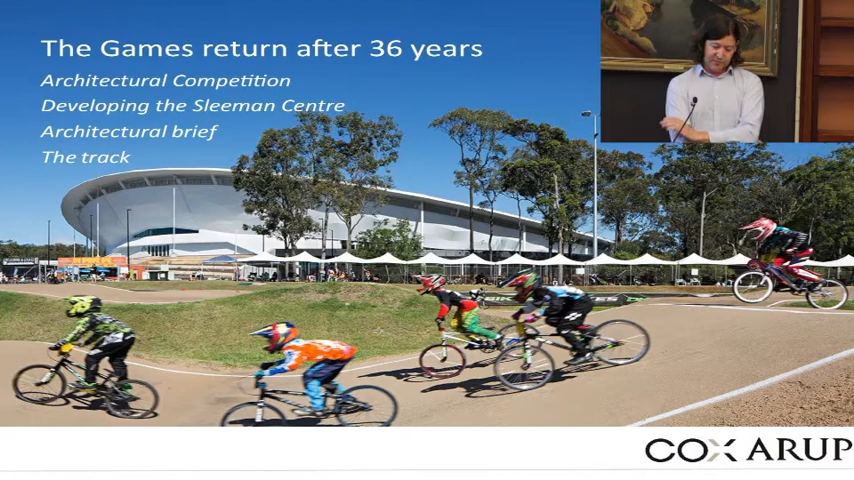 The Games return after 36 years
Architectural Competition
Developing the Sleeman Centre
Architectural brief
The track
COX ARUP